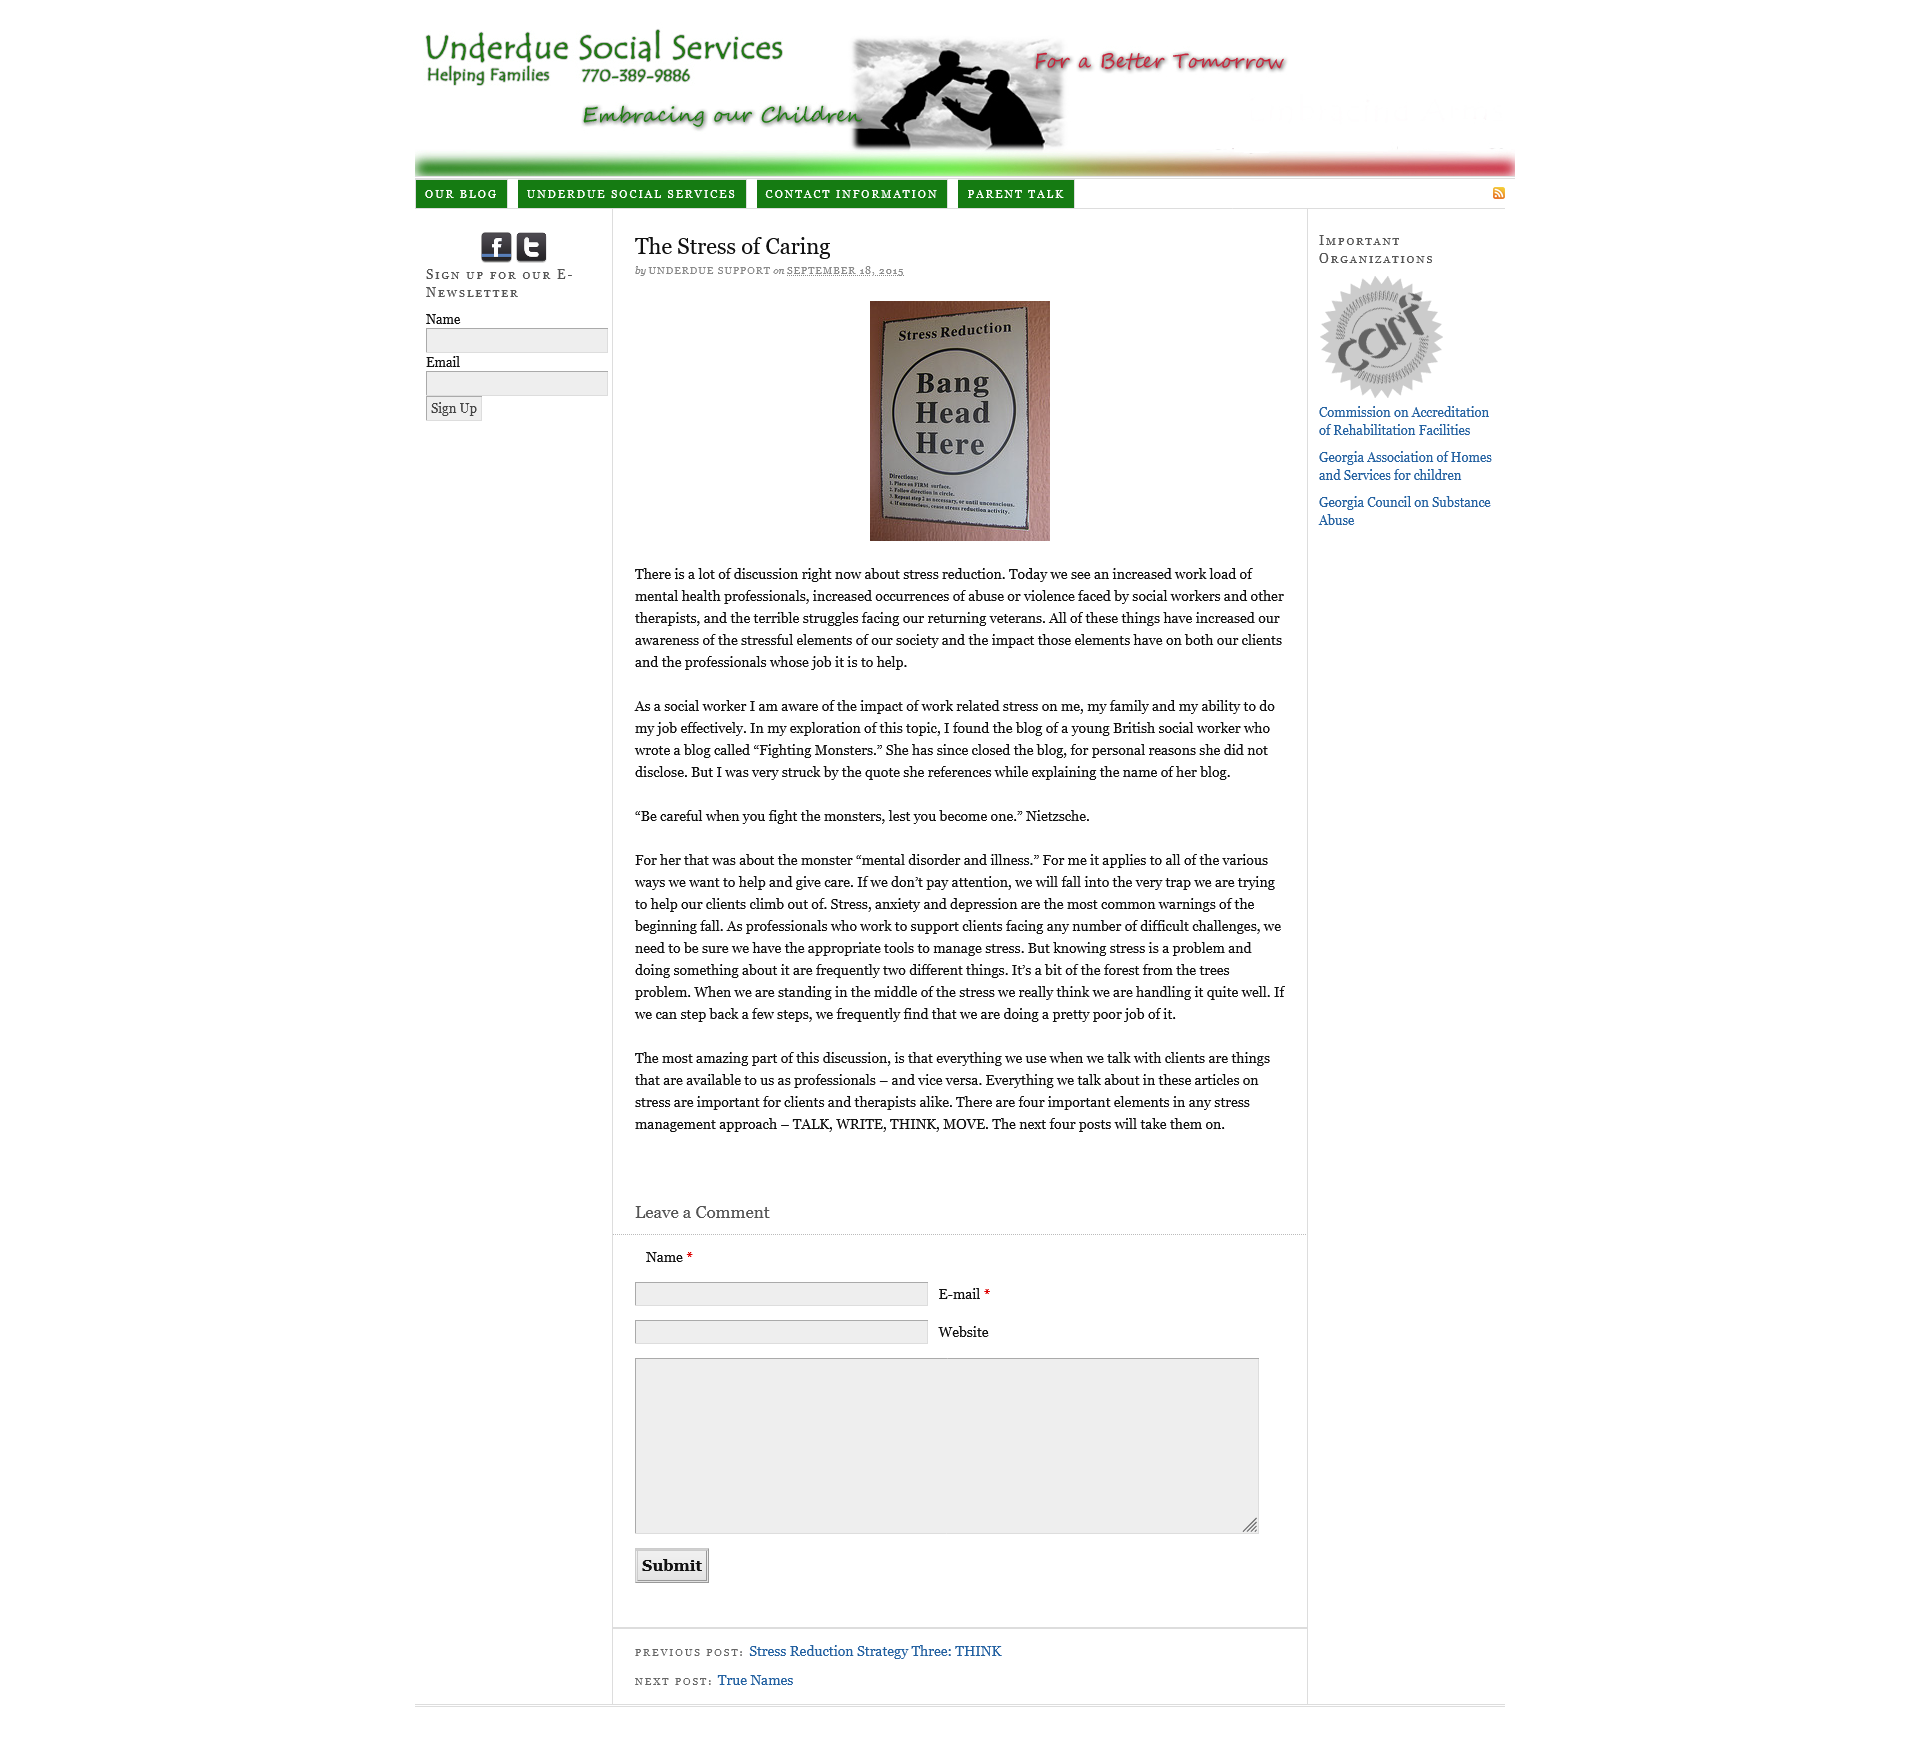 Underdue Social Services
Helping Families 770-389-9886
For a Better Tomorrow
Embracing our Children
OUR BLOG UNDERDUE SOCIAL SERVICES CONTACT INFORMATION PARENT TALK
Sign up for our E-
Newsletter
Name
Email
Sign Up
The Stress of Caring
by UNDERDUE SUPPORT on SEPTEMBER 18, 2015
Stress Reduction
Bang
Head
Here
Directions:
1. Place on FIRM surface.
2. Follow direction in circle.
3. Repeat step 2 as necessary, or until unconscious.
4. If unconscious, cease stress reduction activity.
There is a lot of discussion right now about stress reduction. Today we see an increased work load of
mental health professionals, increased occurrences of abuse or violence faced by social workers and other
therapists, and the terrible struggles facing our returning veterans. All of these things have increased our
awareness of the stressful elements of our society and the impact those elements have on both our clients
and the professionals whose job it is to help.
As a social worker I am aware of the impact of work related stress on me, my family and my ability to do
my job effectively. In my exploration of this topic, I found the blog of a young British social worker who
wrote a blog called “Fighting Monsters.” She has since closed the blog, for personal reasons she did not
disclose. But I was very struck by the quote she references while explaining the name of her blog.
“Be careful when you fight the monsters, lest you become one.” Nietzsche.
For her that was about the monster “mental disorder and illness.” For me it applies to all of the various
ways we want to help and give care. If we don’t pay attention, we will fall into the very trap we are trying
to help our clients climb out of. Stress, anxiety and depression are the most common warnings of the
beginning fall. As professionals who work to support clients facing any number of difficult challenges, we
need to be sure we have the appropriate tools to manage stress. But knowing stress is a problem and
doing something about it are frequently two different things. It’s a bit of the forest from the trees
problem. When we are standing in the middle of the stress we really think we are handling it quite well. If
we can step back a few steps, we frequently find that we are doing a pretty poor job of it.
The most amazing part of this discussion, is that everything we use when we talk with clients are things
that are available to us as professionals – and vice versa. Everything we talk about in these articles on
stress are important for clients and therapists alike. There are four important elements in any stress
management approach – TALK, WRITE, THINK, MOVE. The next four posts will take them on.
Leave a Comment
Name *
E-mail *
Website
Submit
PREVIOUS POST: Stress Reduction Strategy Three: THINK
NEXT POST: True Names
Important
Organizations
carf
Commission on Accreditation
of Rehabilitation Facilities
Georgia Association of Homes
and Services for children
Georgia Council on Substance
Abuse